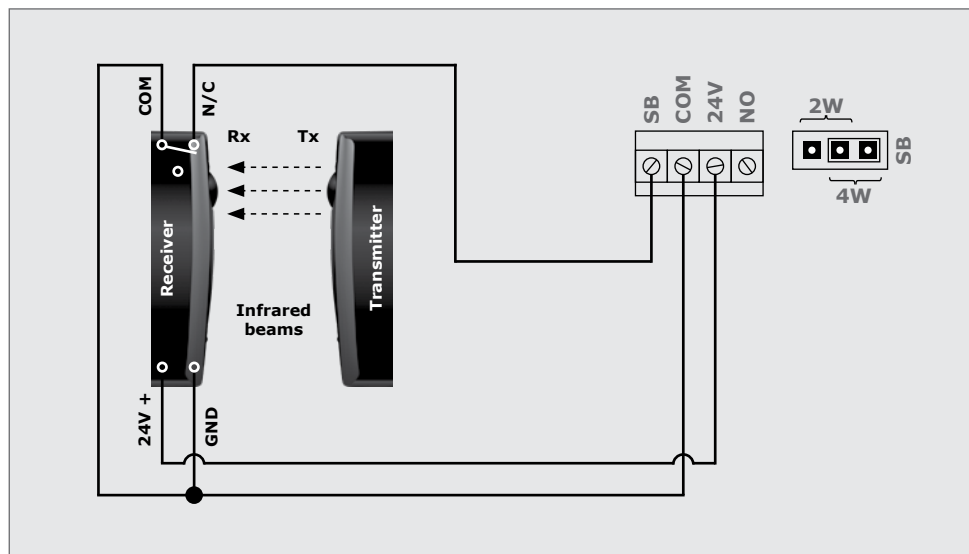 COM
N/C
Rx
Tx
Receiver
Transmitter
Infrared
beams
24V +
GND
SB
COM
24V
NO
2W
SB
4W